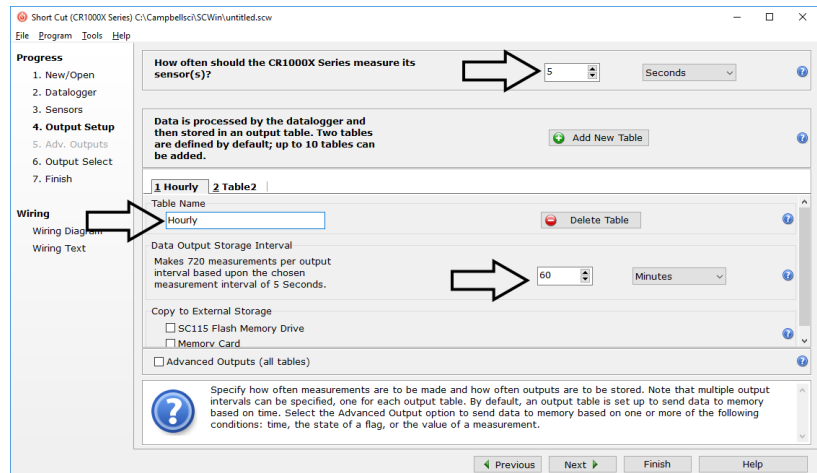 Short Cut (CR1000X Series) C:\Campbellsci\SCWin\untitled.scw
File Program Tools Help
Progress
1. New/Open
2. Datalogger
3. Sensors
4. Output Setup
5. Adv. Outputs
6. Output Select
7. Finish
Wiring
Wiring Diagram
Wiring Text
How often should the CR1000X Series measure its
sensor(s)?
5 Seconds
Data is processed by the datalogger and
then stored in an output table. Two tables
are defined by default; up to 10 tables can
be added.
Add New Table
1 Hourly 2 Table2
Table Name
Hourly
Delete Table
Data Output Storage Interval
Makes 720 measurements per output
interval based upon the chosen
measurement interval of 5 Seconds.
60 Minutes
Copy to External Storage
SC115 Flash Memory Drive
Memory Card
Advanced Outputs (all tables)
Specify how often measurements are to be made and how often outputs are to be stored. Note that multiple output
intervals can be specified, one for each output table. By default, an output table is set up to send data to memory
based on time. Select the Advanced Output option to send data to memory based on one or more of the following
conditions: time, the state of a flag, or the value of a measurement.
Previous Next Finish Help